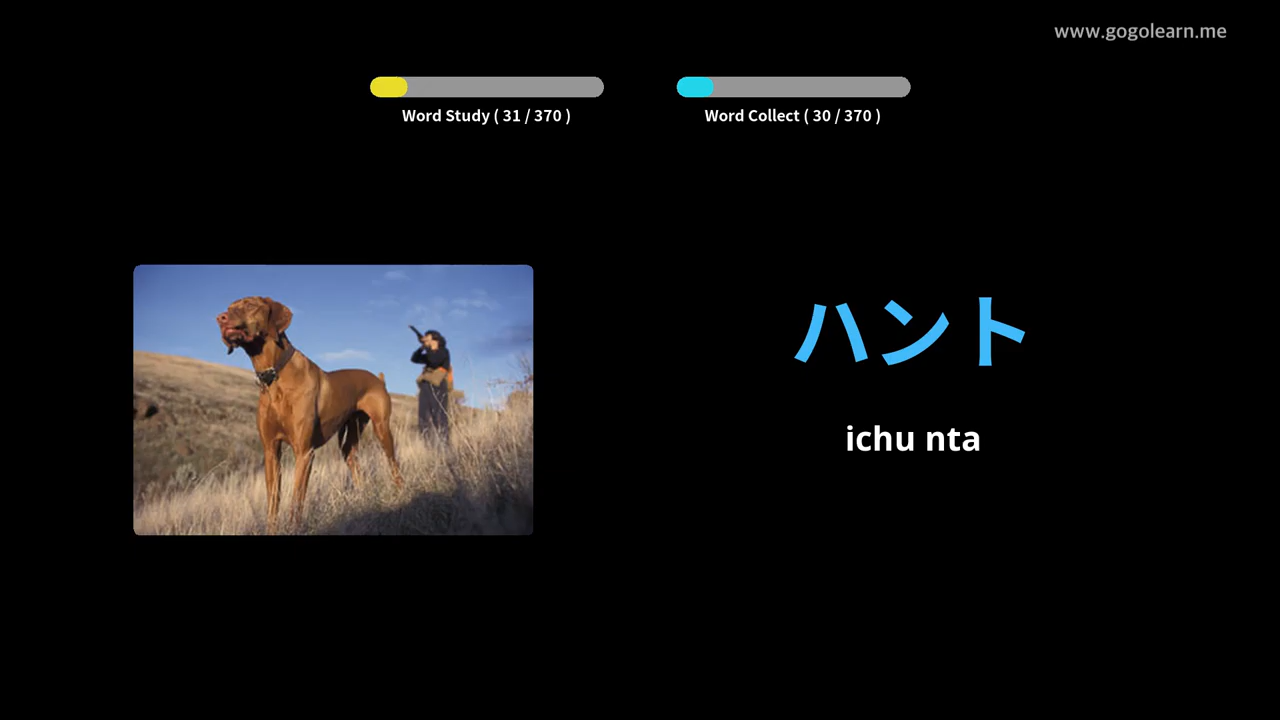 www.gogolearn.me
Word Study ( 31 / 370 )
Word Collect ( 30 / 370 )
ハント
ichu nta